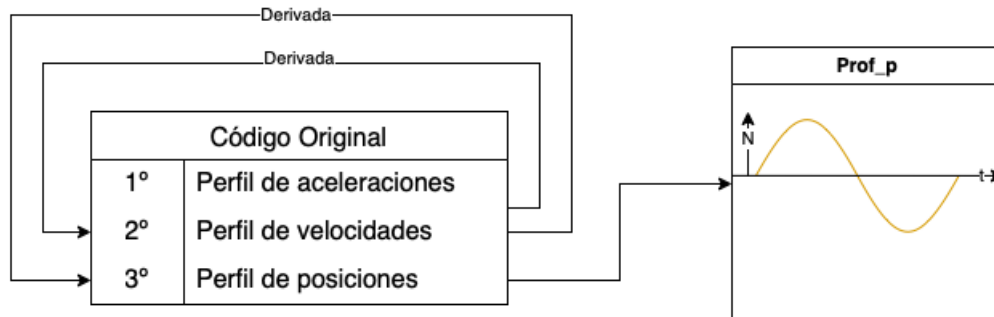 Derivada
Derivada
Código Original
1º Perfil de aceleraciones
2º Perfil de velocidades
3º Perfil de posiciones
Prof_p
N
t